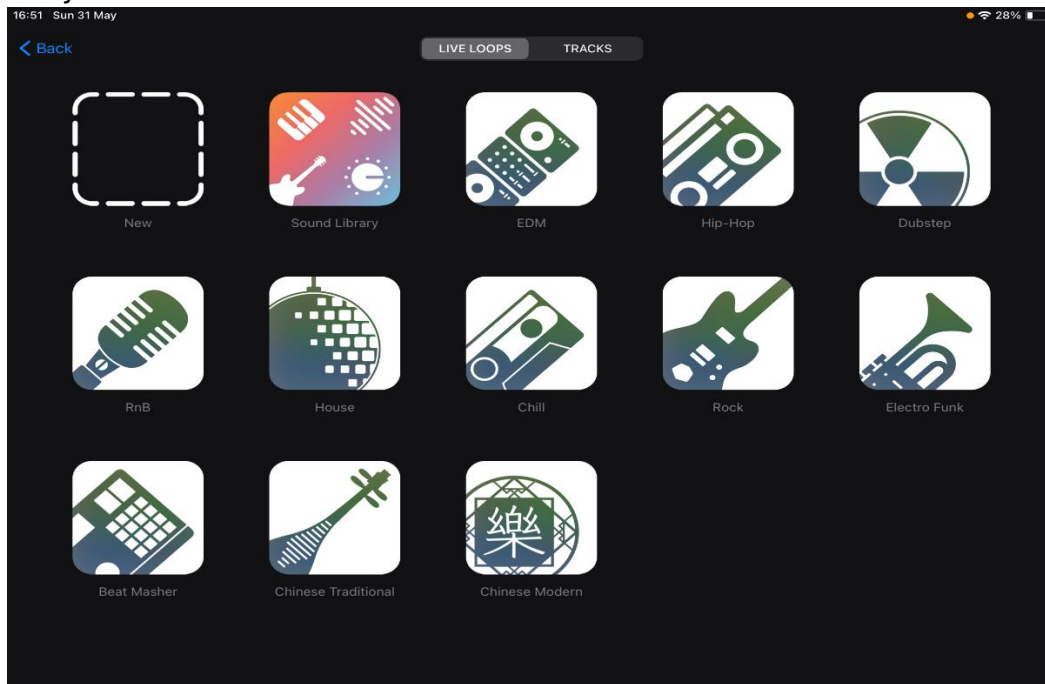 16:51 Sun 31 May
28%
Back
LIVE LOOPS TRACKS
New Sound Library EDM Hip-Hop Dubstep
RnB House Chill Rock Electro Funk
樂
Beat Masher Chinese Traditional Chinese Modern